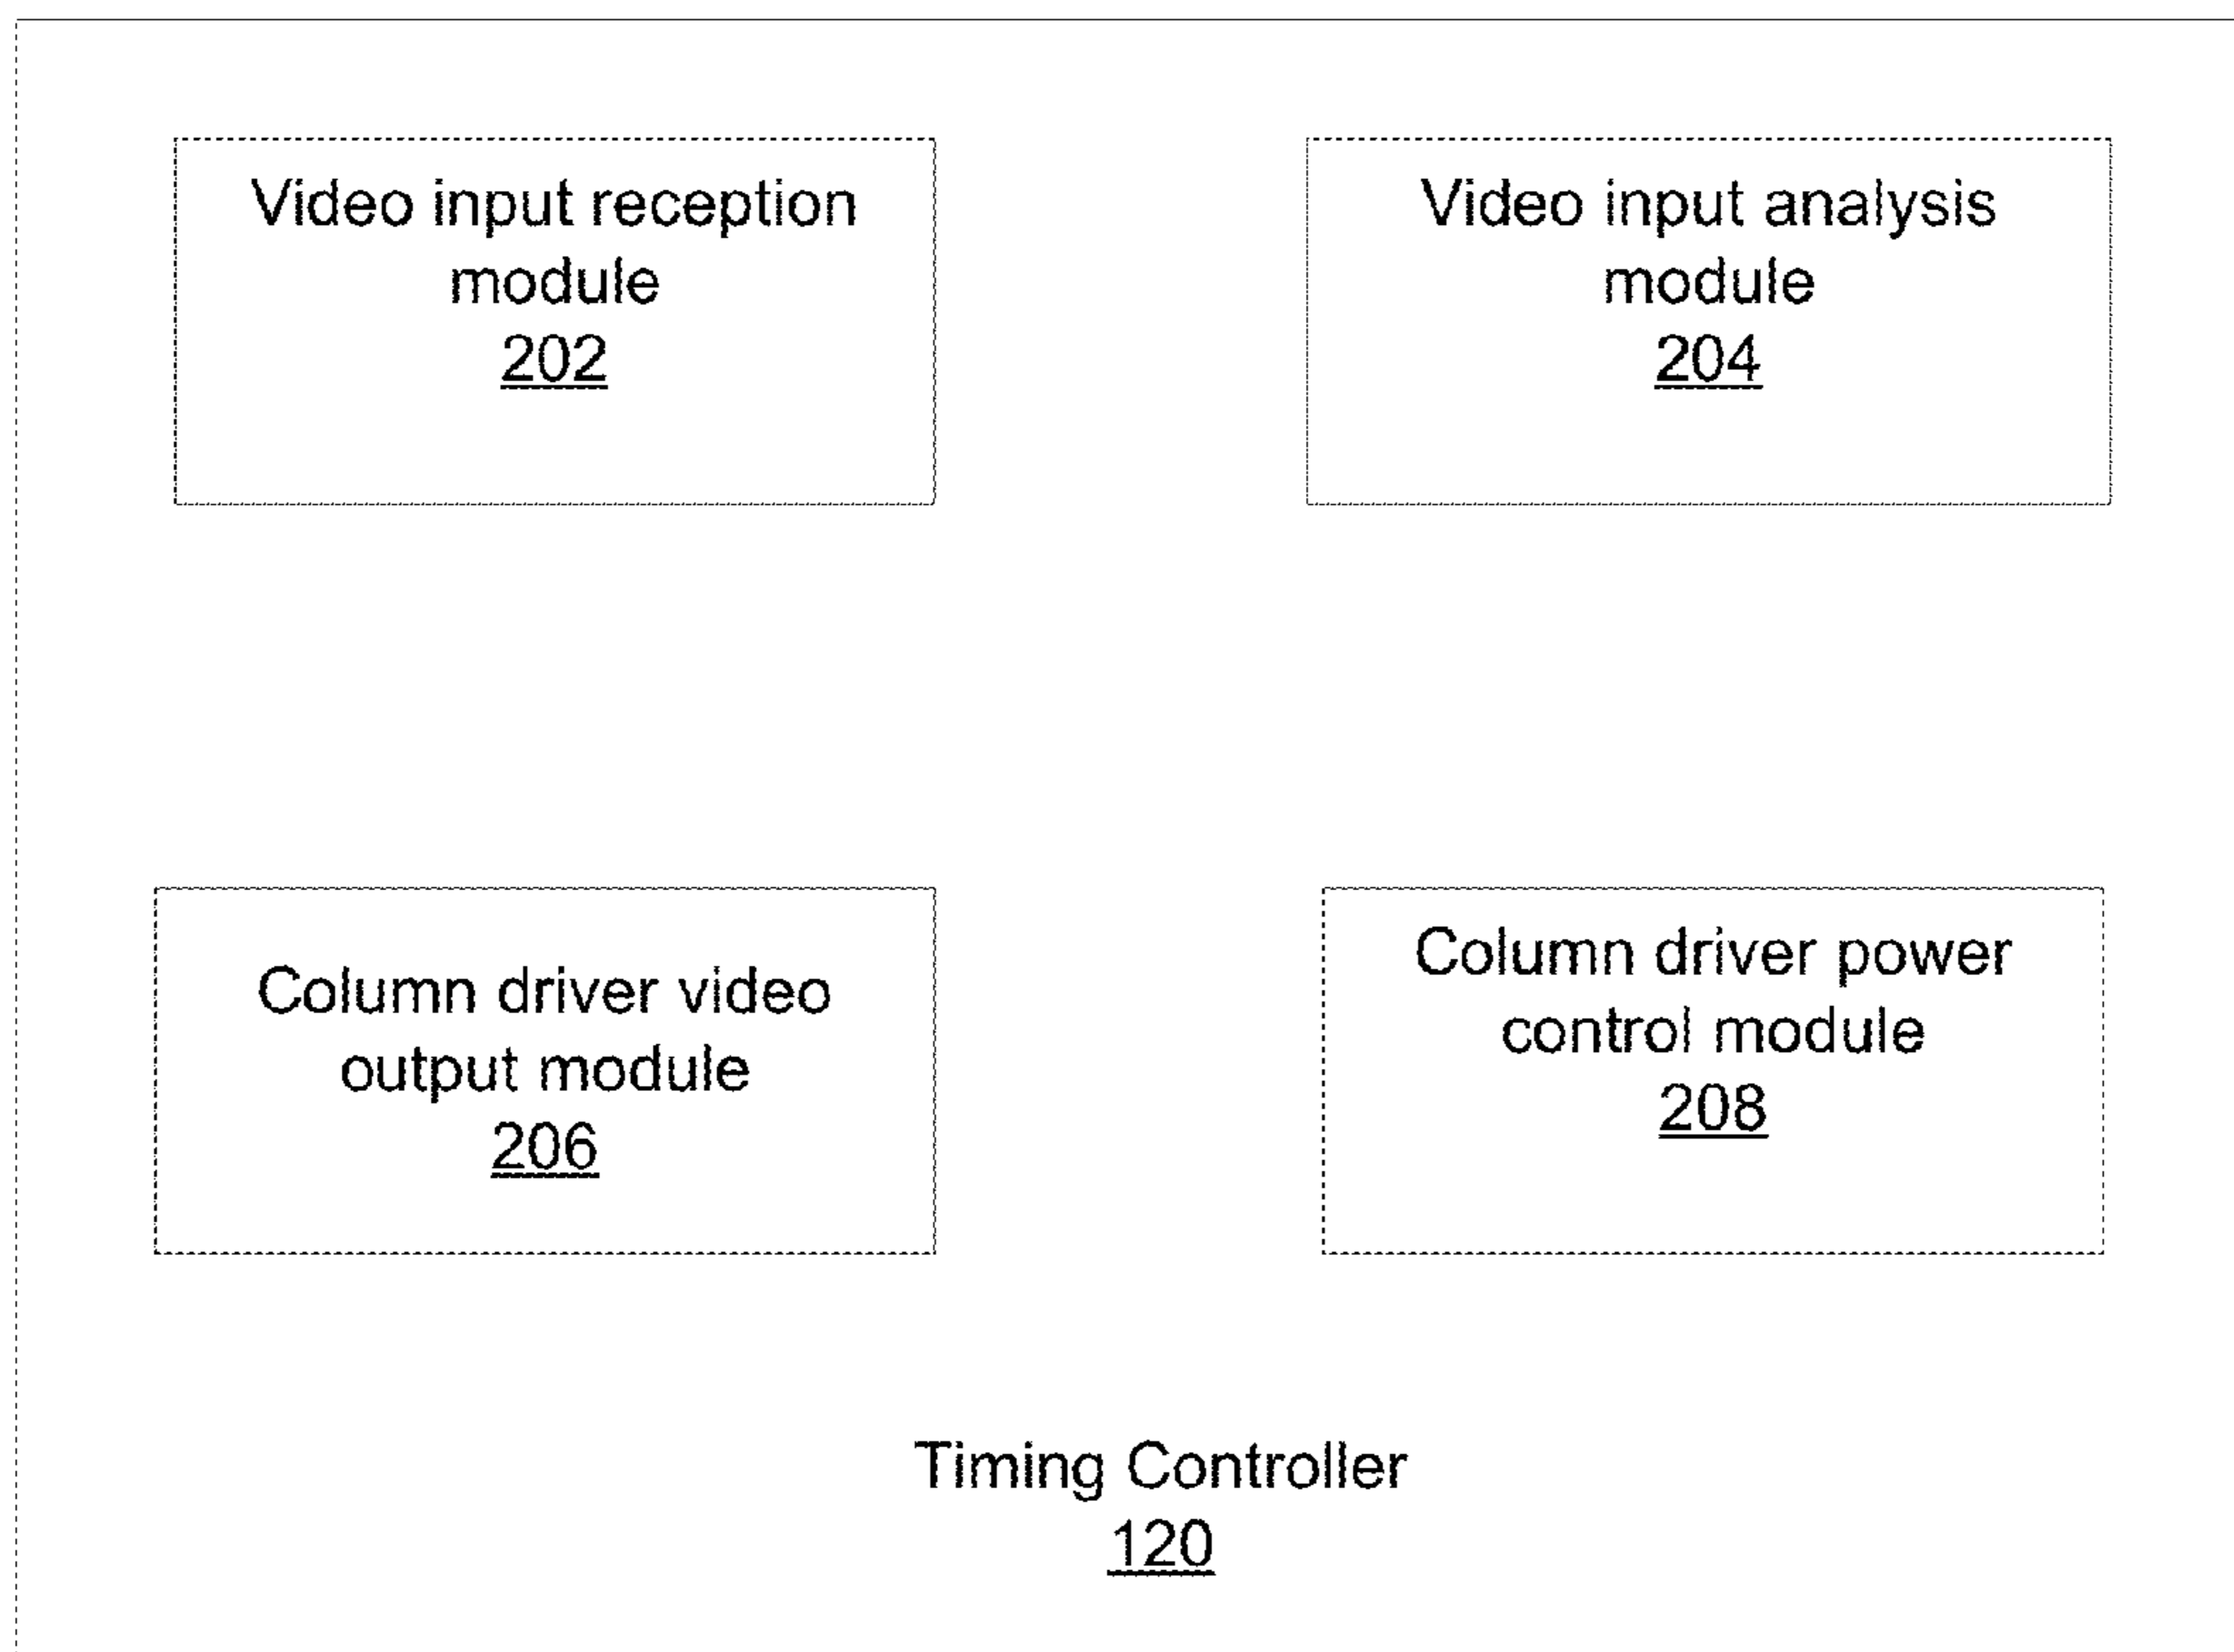 Video input reception
module
202
Video input analysis
module
204
Column driver video
output module
206
Column driver power
control module
208
Timing Controller
120